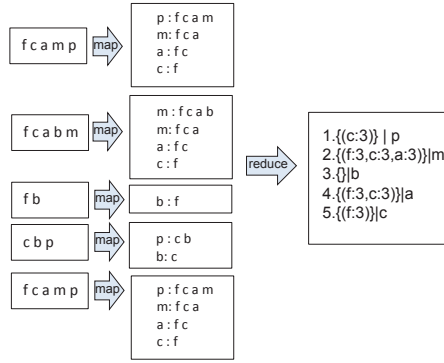 f c a m p
map
p : f c a m
m: f c a
a : f c
c : f
f c a b m
map
m : f c a b
m: f c a
a : f c
c : f
f b
map
b : f
c b p
map
p : c b
b: c
f c a m p
map
p : f c a m
m: f c a
a : f c
c : f
reduce
1.{(c:3)} | p
2.{(f:3,c:3,a:3)}|m
3.{}|b
4.{(f:3,c:3)}|a
5.{(f:3)}|c